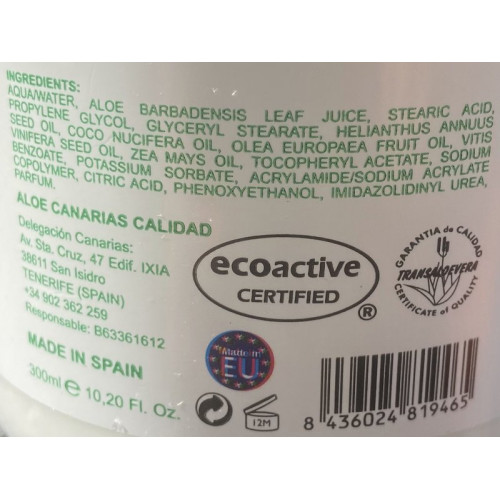 INGREDIENTS:
AQUA/WATER, ALOE BARBADENSIS LEAF JUICE, STEARIC ACID,
PROPYLENE GLYCOL, GLYCERYL STEARATE, HELIANTHUS ANNUUS
SEED OIL, COCO NUCIFERA OIL, OLEA EUROPAEA FRUIT OIL, VITIS
VINIFERA SEED OIL, ZEA MAYS OIL, TOCOPHERYL ACETATE, SODIUM
BENZOATE, POTASSIUM SORBATE, ACRYLAMIDE/SODIUM ACRYLATE
COPOLYMER, CITRIC ACID, PHENOXYETHANOL, IMIDAZOLIDINYL UREA,
PARFUM.
ALOE CANARIAS CALIDAD
Delegación Canarias:
Av. Sta. Cruz, 47 Edif. IXIA
38611 San Isidro
TENERIFE (SPAIN)
+34 902 362 259
Responsable: B63361612
MADE IN SPAIN
300ml e 10,20 Fl. Oz.
ecoactive
CERTIFIED
®
GARANTIA de CALIDAD
TRANSALOEVERA
CERTIFICATE of QUALITY
Made in
EU
12M
8 436024 819465